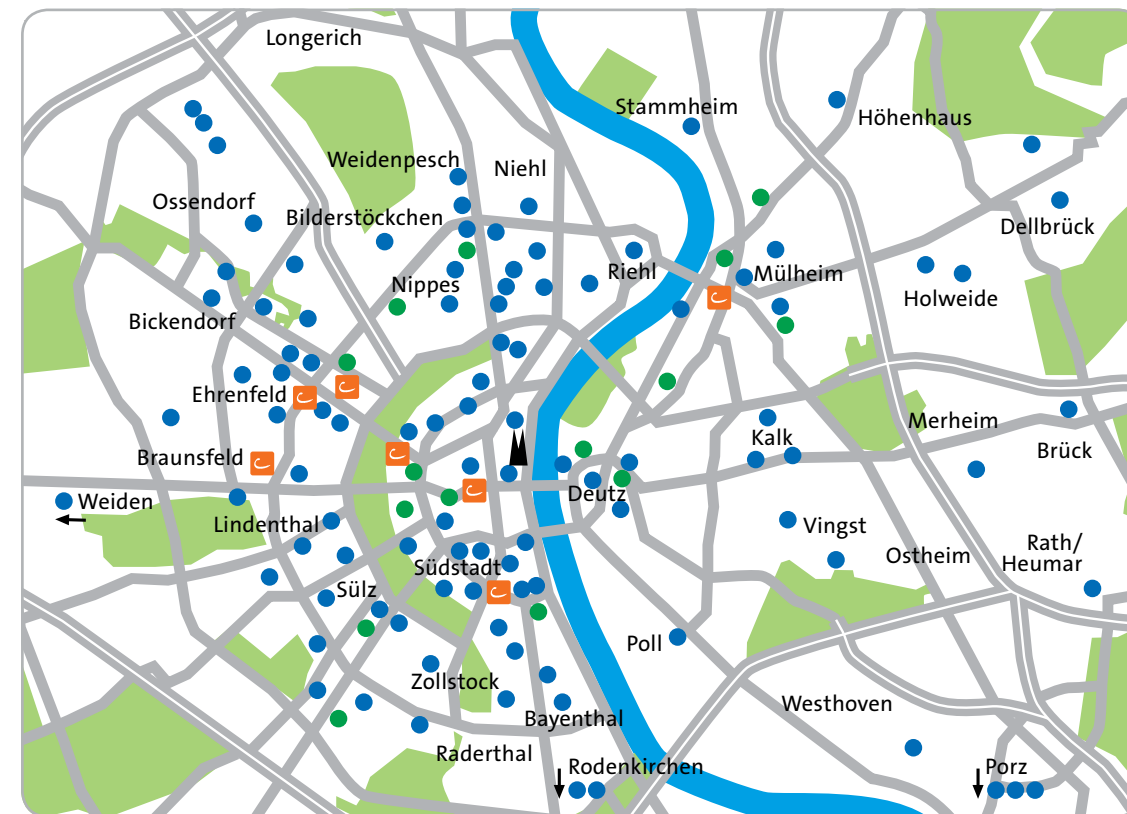 Longerich
Stammheim
Höhenhaus
Weidenpesch
Niehl
Ossendorf
Bilderstöckchen
Dellbrück
Nippes
Riehl
Mülheim
Holweide
Bickendorf
Ehrenfeld
Merheim
Kalk
Brück
Braunsfeld
Weiden
Deutz
Lindenthal
Vingst
Ostheim
Rath/
Heumar
Südstadt
Sülz
Poll
Zollstock
Westhoven
Bayenthal
Raderthal
Rodenkirchen
Porz